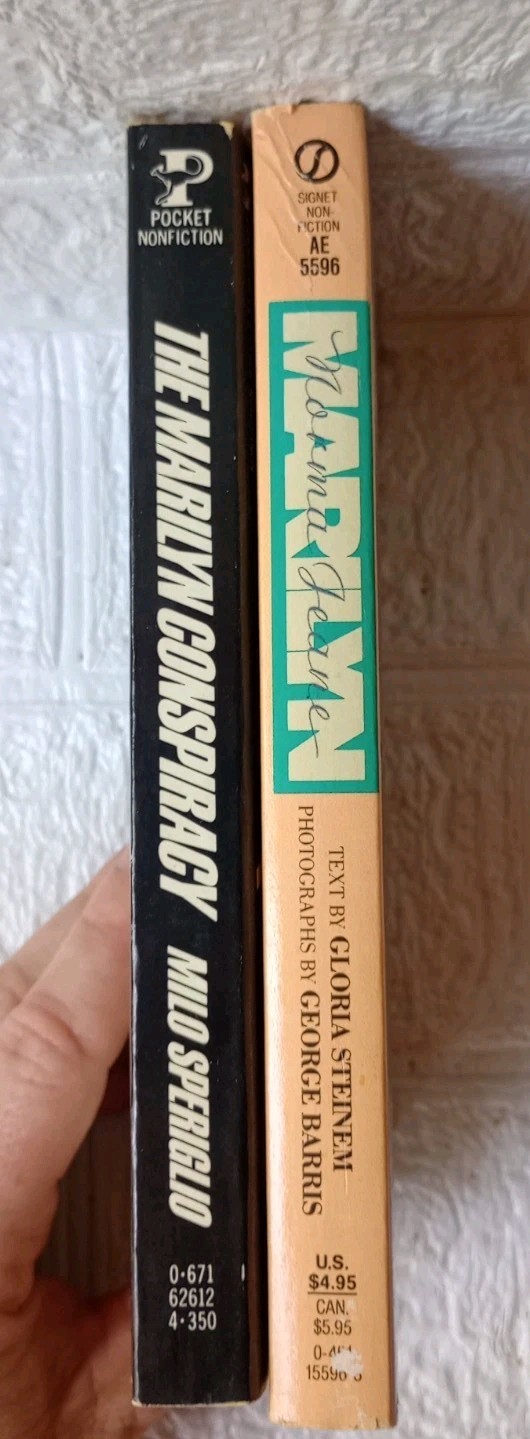 POCKET
NONFICTION
THE MARILYN CONSPIRACY MILO SPERIGLIO
0·671
62612
4·350
SIGNET
NON-
FICTION
AE
5596
MARILYN
Norma Jeane
TEXT BY GLORIA STEINEM
PHOTOGRAPHS BY GEORGE BARRIS
U.S.
$4.95
CAN.
$5.95